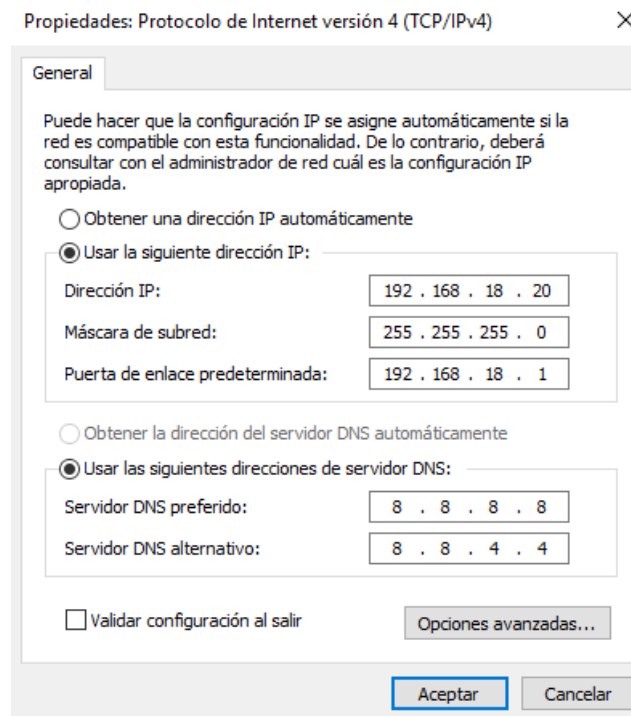 Propiedades: Protocolo de Internet versión 4 (TCP/IPv4)
General
Puede hacer que la configuración IP se asigne automáticamente si la
red es compatible con esta funcionalidad. De lo contrario, deberá
consultar con el administrador de red cuál es la configuración IP
apropiada.
Obtener una dirección IP automáticamente
Usar la siguiente dirección IP:
Dirección IP: 192 . 168 . 18 . 20
Máscara de subred: 255 . 255 . 255 . 0
Puerta de enlace predeterminada: 192 . 168 . 18 . 1
Obtener la dirección del servidor DNS automáticamente
Usar las siguientes direcciones de servidor DNS:
Servidor DNS preferido: 8 . 8 . 8 . 8
Servidor DNS alternativo: 8 . 8 . 4 . 4
Validar configuración al salir Opciones avanzadas...
Aceptar Cancelar